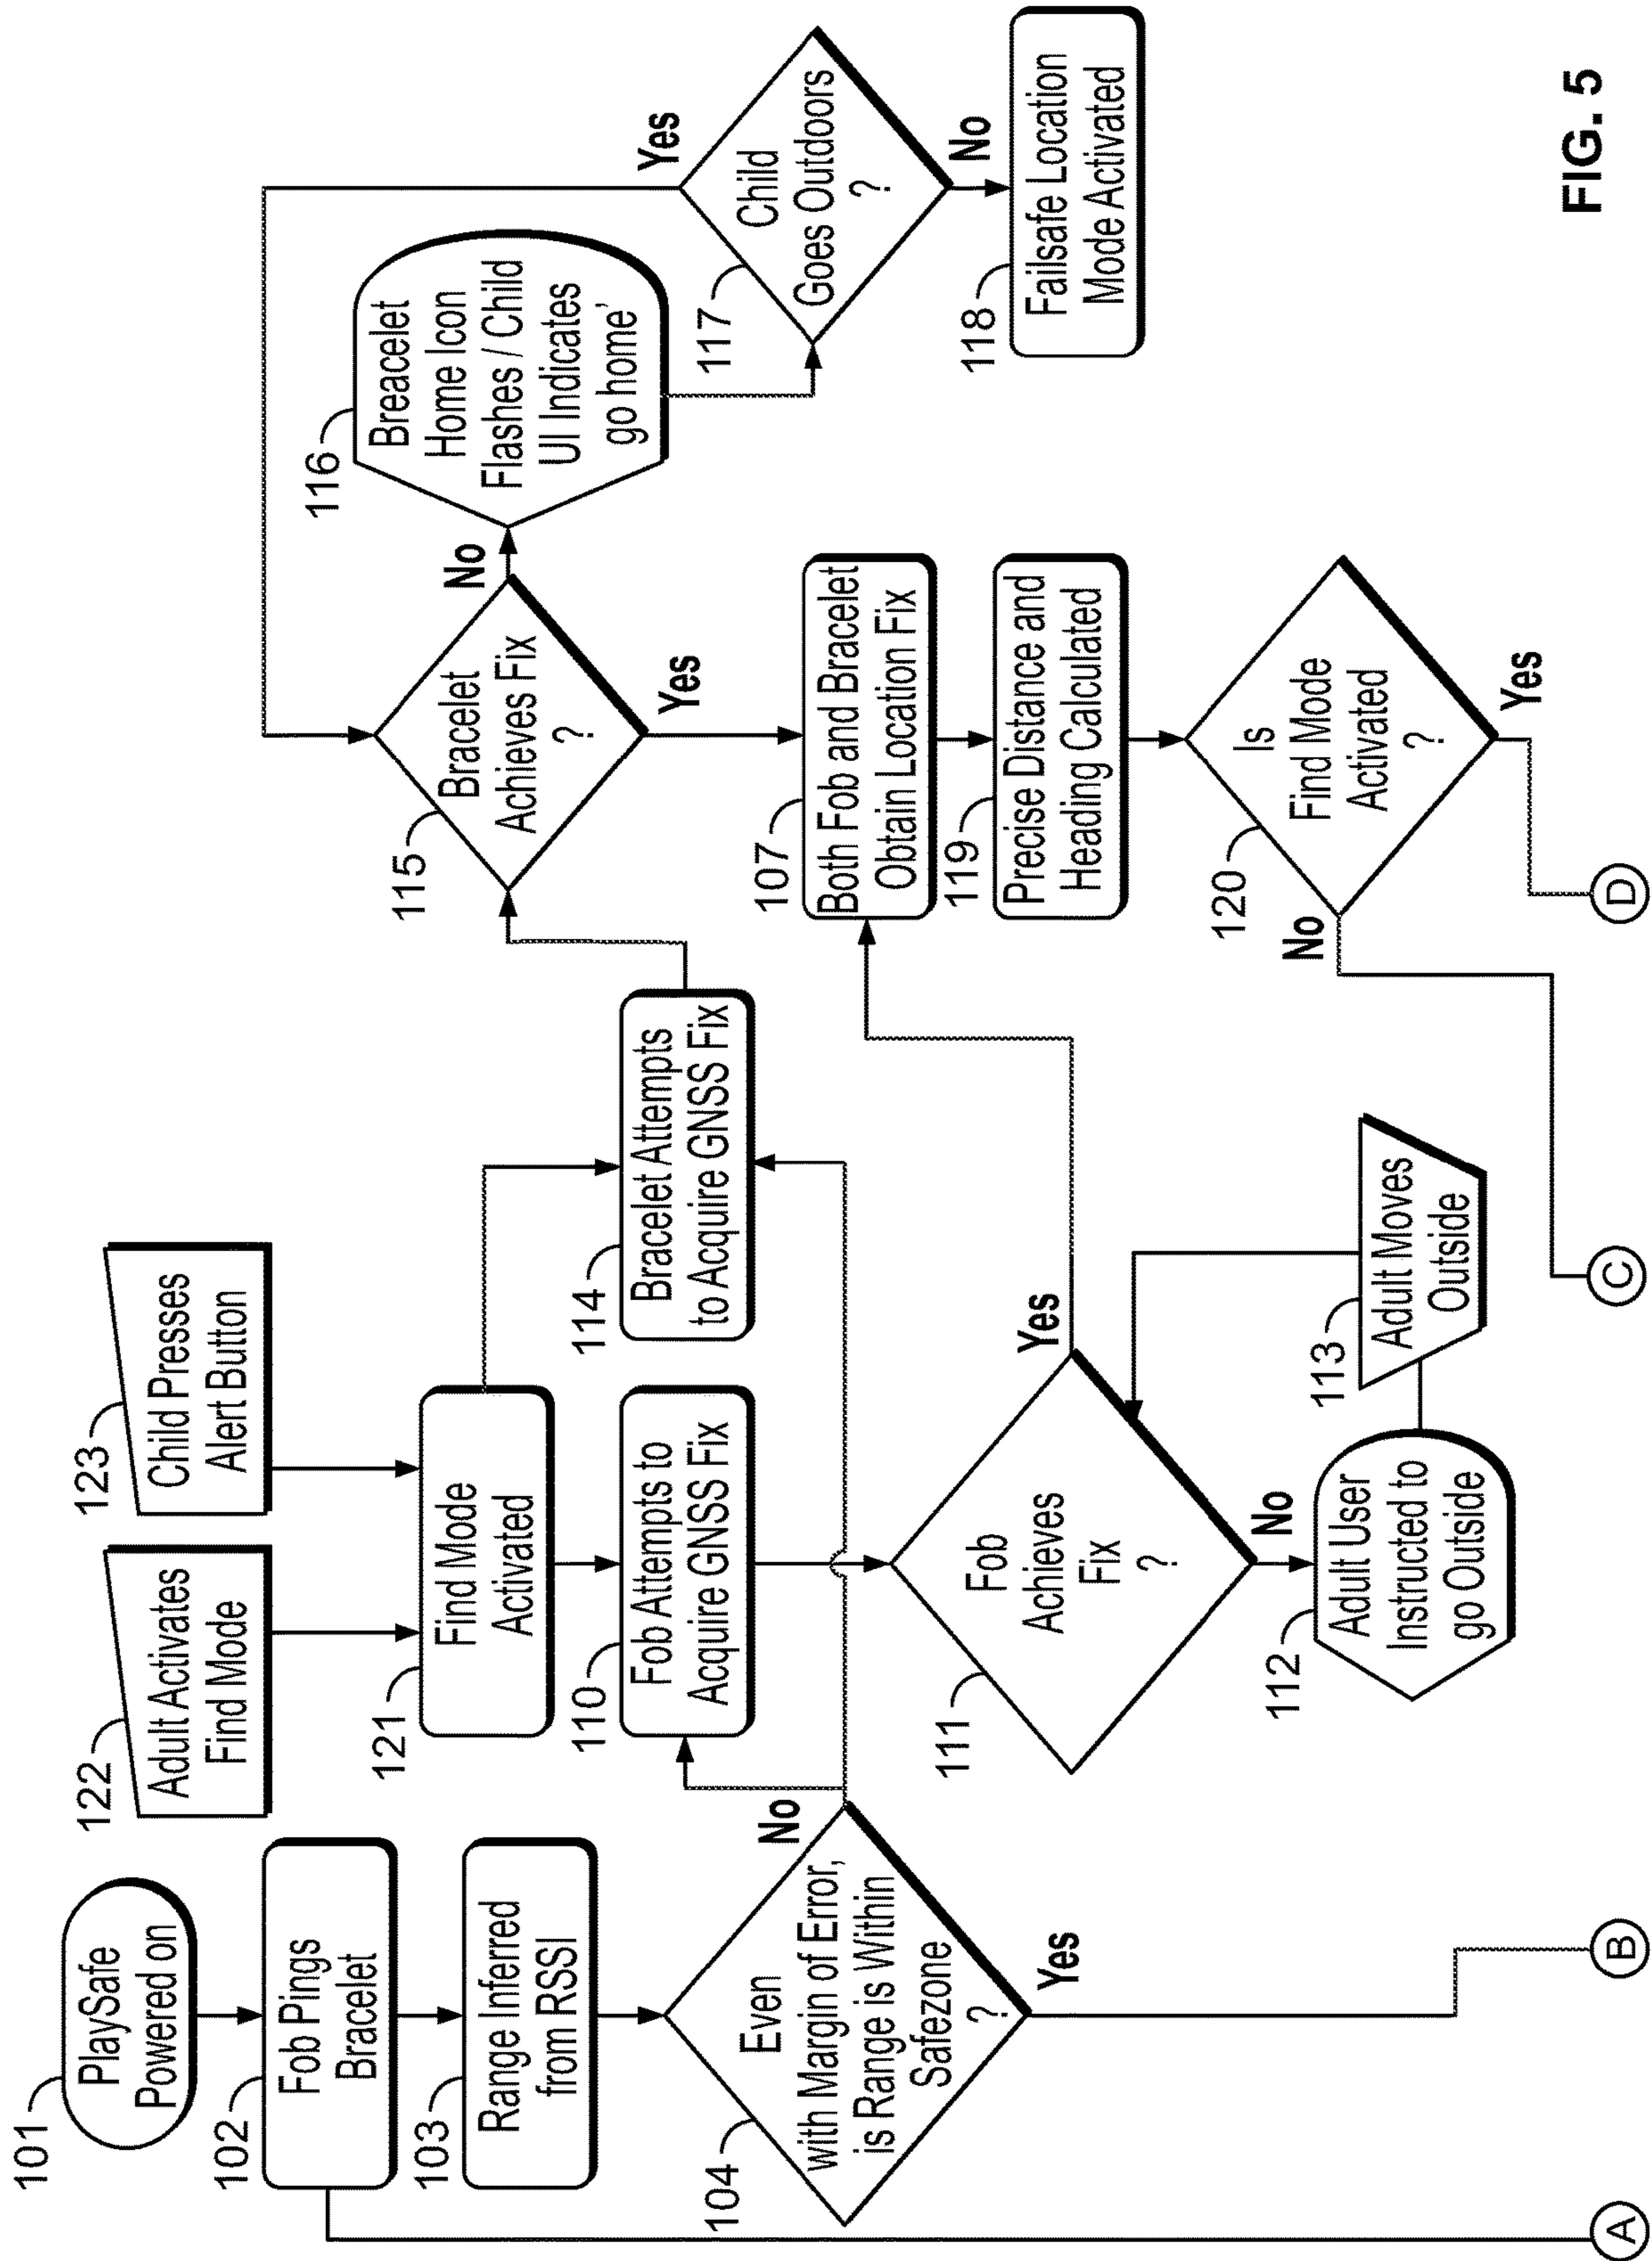 101
PlaySafe
Powered on
102
Fob Pings
Bracelet
103
Range Inferred
from RSSI
104
Even
with Margin of Error,
is Range is Within
Safezone
?
No
Yes
A
B
122
Adult Activates
Find Mode
123
Child Presses
Alert Button
121
Find Mode
Activated
110
Fob Attempts to
Acquire GNSS Fix
111
Fob
Achieves
Fix
?
Yes
No
112
Adult User
Instructed to
go Outside
113
Adult Moves
Outside
114
Bracelet Attempts
to Acquire GNSS Fix
115
Bracelet
Achieves Fix
?
No
Yes
116
Breacelet
Home Icon
Flashes / Child
UI Indicates
go home'
117
Child
Goes Outdoors
?
Yes
No
118
Failsafe Location
Mode Activated
107
Both Fob and Bracelet
Obtain Location Fix
119
Precise Distance and
Heading Calculated
120
Is
Find Mode
Activated
?
No
Yes
C
D
FIG. 5